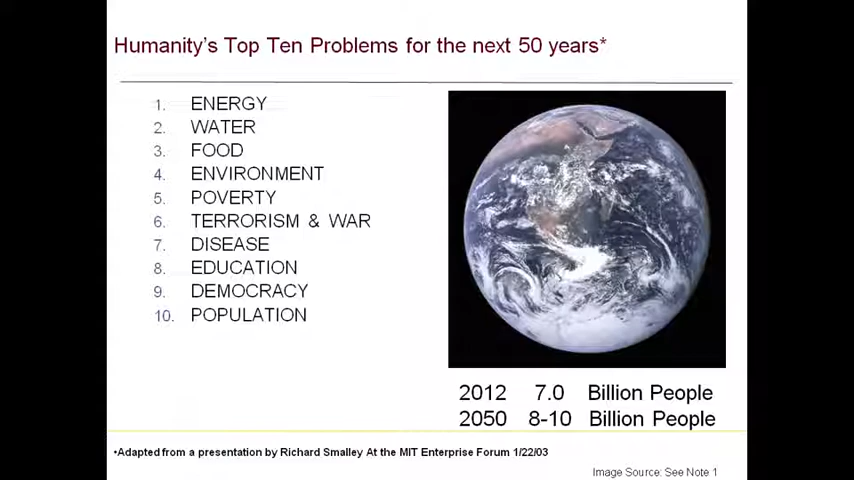 Humanity's Top Ten Problems for the next 50 years*
1. ENERGY
2. WATER
3. FOOD
4. ENVIRONMENT
5. POVERTY
6. TERRORISM & WAR
7. DISEASE
8. EDUCATION
9. DEMOCRACY
10. POPULATION
2012 7.0 Billion People
2050 8-10 Billion People
•Adapted from a presentation by Richard Smalley At the MIT Enterprise Forum 1/22/03
Image Source: See Note 1